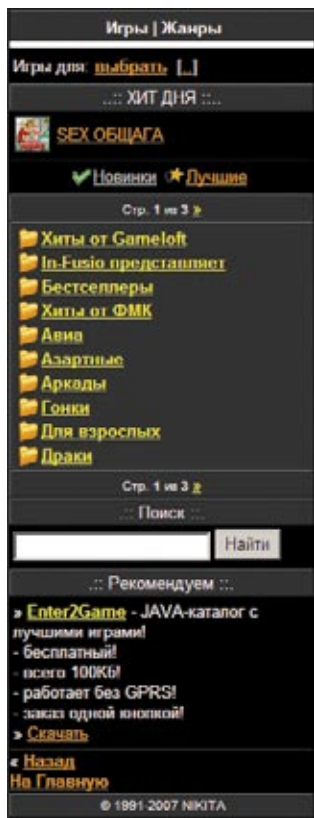 Игры | Жанры
Игры для: выбрать [..]
..:: ХИТ ДНЯ ::..
SEX ОБЩАГА
Новинки Лучшие
Стр. 1 из 3 »
Хиты от Gameloft
In-Fusio представляет
Бестселлеры
Хиты от ФМК
Авиа
Азартные
Аркады
Гонки
Для взрослых
Драки
Стр. 1 из 3 »
.:: Поиск ::.
Найти
.:: Рекомендуем ::.
» Enter2Game - JAVA-каталог с
лучшими играми!
- бесплатный!
- всего 100Кб!
- работает без GPRS!
- заказ одной кнопкой!
» Скачать
« Назад
На Главную
© 1991-2007 NIKITA